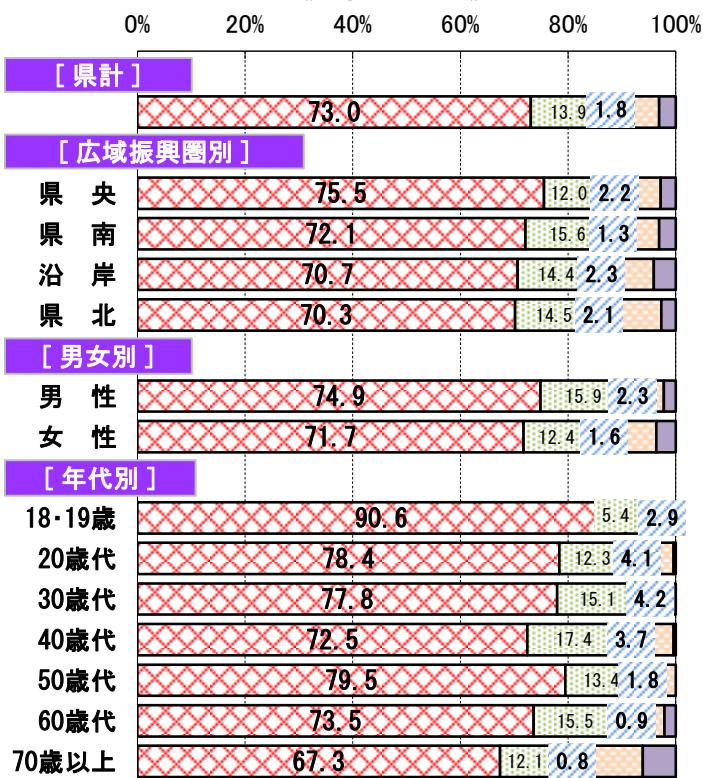 0% 20% 40% 60% 80% 100%
[ 県計 ]
73.0 13.9 1.8
[ 広域振興圏別 ]
県 央 75.5 12.0 2.2
県 南 72.1 15.6 1.3
沿 岸 70.7 14.4 2.3
県 北 70.3 14.5 2.1
[ 男女別 ]
男 性 74.9 15.9 2.3
女 性 71.7 12.4 1.6
[ 年代別 ]
18・19歳 90.6 5.4 2.9
20歳代 78.4 12.3 4.1
30歳代 77.8 15.1 4.2
40歳代 72.5 17.4 3.7
50歳代 79.5 13.4 1.8
60歳代 73.5 15.5 0.9
70歳以上 67.3 12.1 0.8